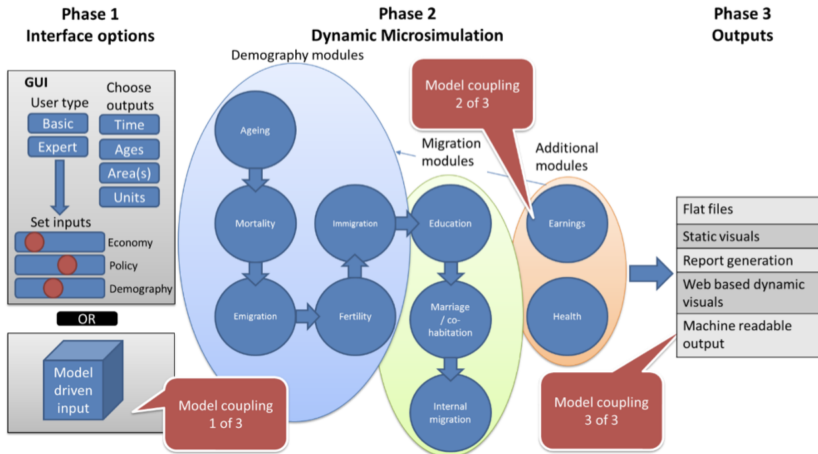 Phase 1
Interface options
Phase 2
Dynamic Microsimulation
Phase 3
Outputs
GUI
User type
Basic
Expert
Choose
outputs
Time
Ages
Area(s)
Units
Set inputs
Economy
Policy
Demography
OR
Model
driven
input
Model coupling
1 of 3
Demography modules
Ageing
Mortality
Emigration
Fertility
Immigration
Migration
modules
Education
Marriage
/ co-
habitation
Internal
migration
Model coupling
2 of 3
Additional
modules
Earnings
Health
Flat files
Static visuals
Report generation
Web based dynamic
visuals
Machine readable
output
Model coupling
3 of 3